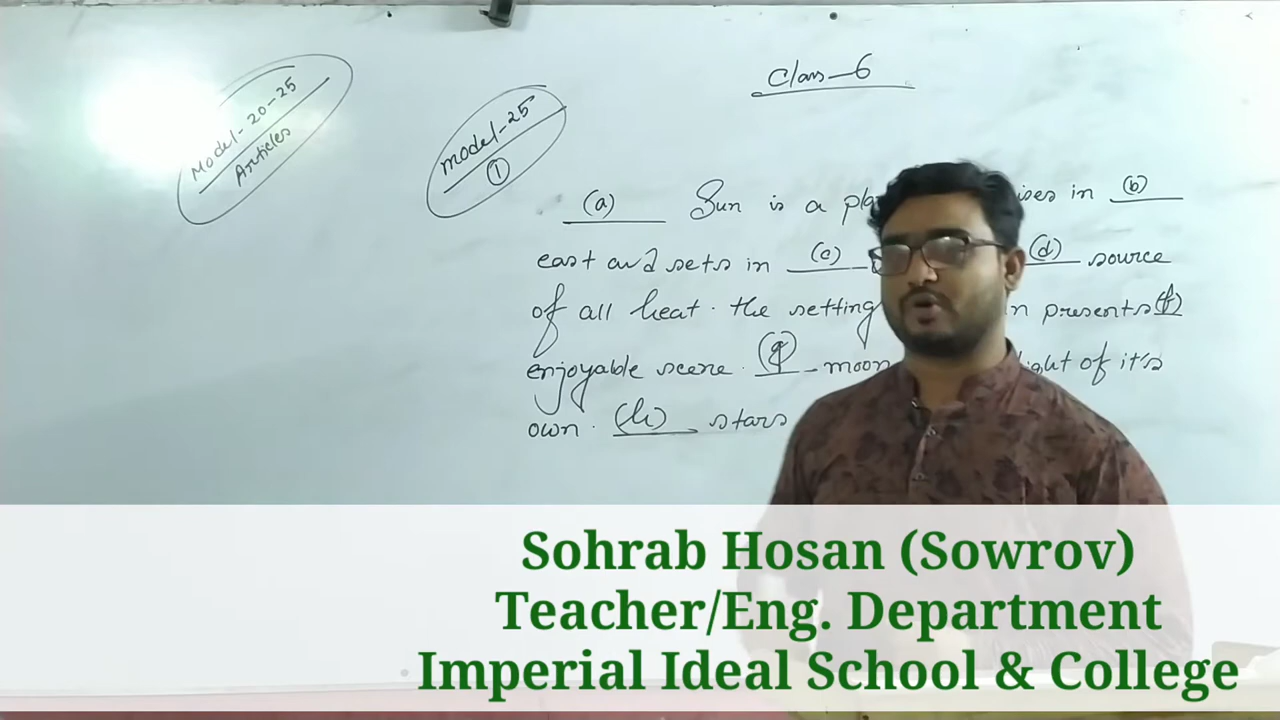 Model-20-25
Articles
model-25
①
Class-6
(a) Sun is a in (b)
east and sets in (c) (d) source
of all heat. the setting presents (f)
enjoyable scene. (g) moon of it's
own. (h) stars
Sohrab Hosan (Sowrov)
Teacher/Eng. Department
Imperial Ideal School & College